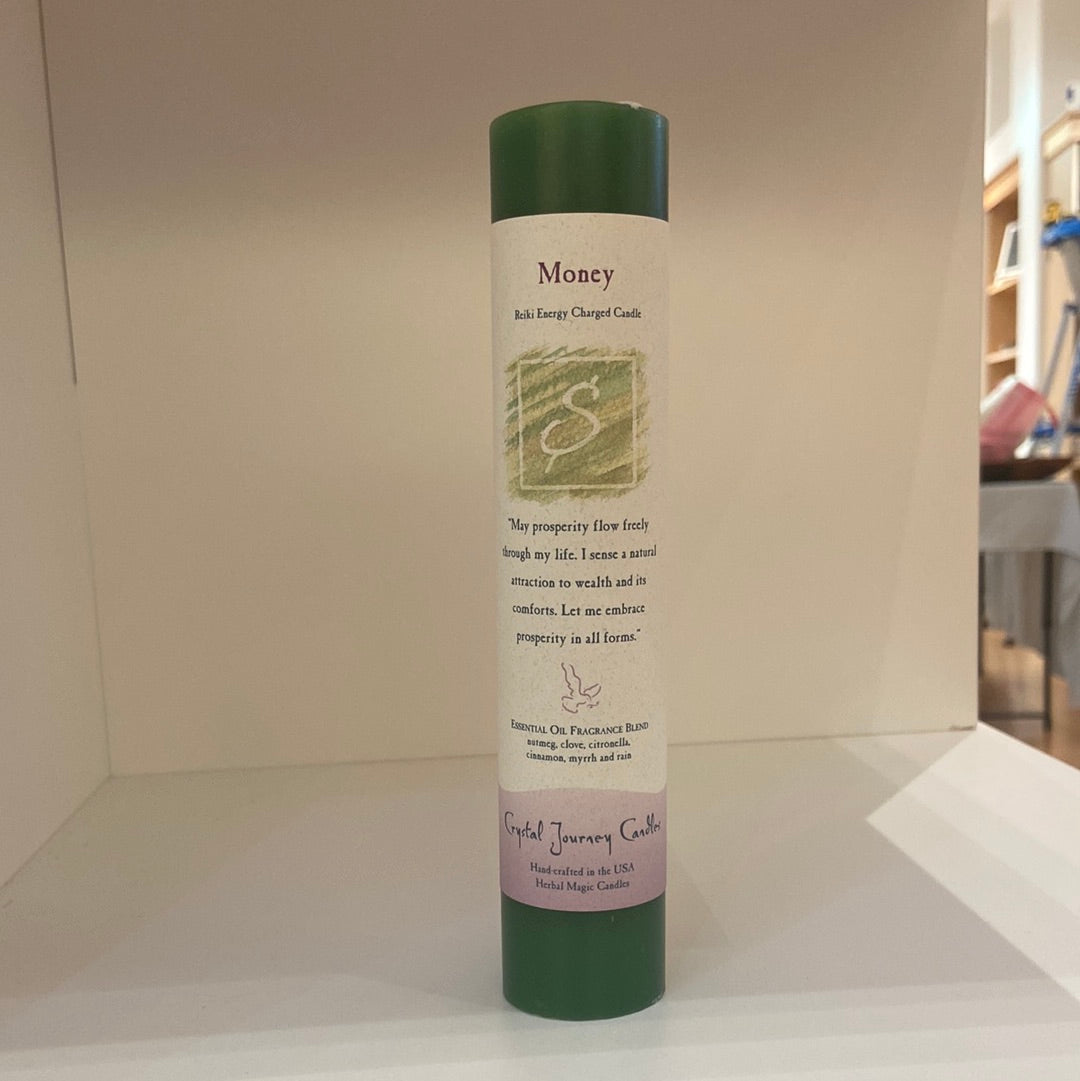 Money
Reiki Energy Charged Candle
$
"May prosperity flow freely
through my life. I sense a natural
attraction to wealth and its
comforts. Let me embrace
prosperity in all forms."
Essential Oil Fragrance Blend
nutmeg, clove, citronella,
cinnamon, myrrh and rain
Crystal Journey Candles
Hand-crafted in the USA
Herbal Magic Candles